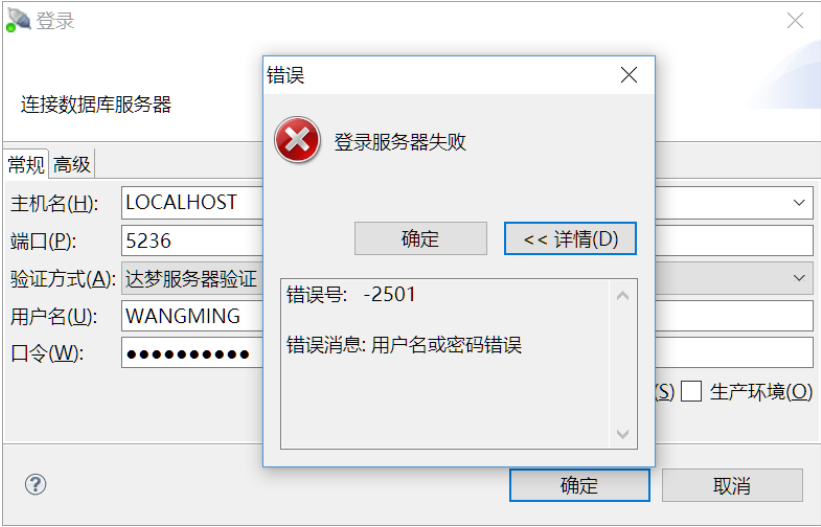 登录
连接数据库服务器
常规 高级
主机名(H): LOCALHOST
端口(P): 5236
验证方式(A): 达梦服务器验证
用户名(U): WANGMING
口令(W): ●●●●●●●●●●
(S) 生产环境(O)
确定 取消
错误
登录服务器失败
确定 << 详情(D)
错误号: -2501
错误消息: 用户名或密码错误